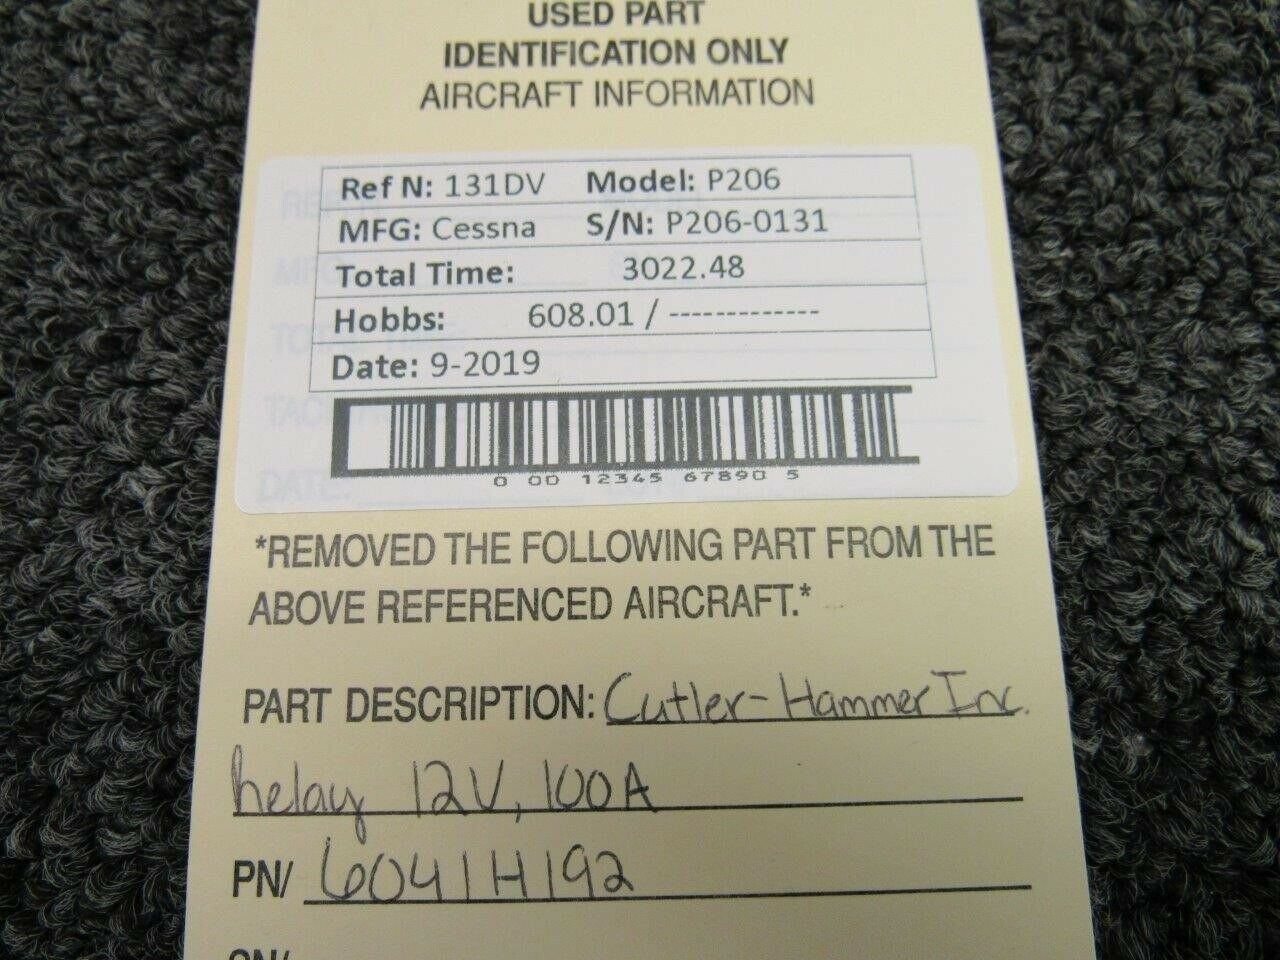 USED PART
IDENTIFICATION ONLY
AIRCRAFT INFORMATION
Ref N: 131DV Model: P206
MFG: Cessna S/N: P206-0131
Total Time: 3022.48
Hobbs: 608.01 / -------------
Date: 9-2019
0 00 12345 67890 5
*REMOVED THE FOLLOWING PART FROM THE
ABOVE REFERENCED AIRCRAFT.*
PART DESCRIPTION: Cutler-Hammer Inc.
relay 12V, 100A
PN/ 6041H192